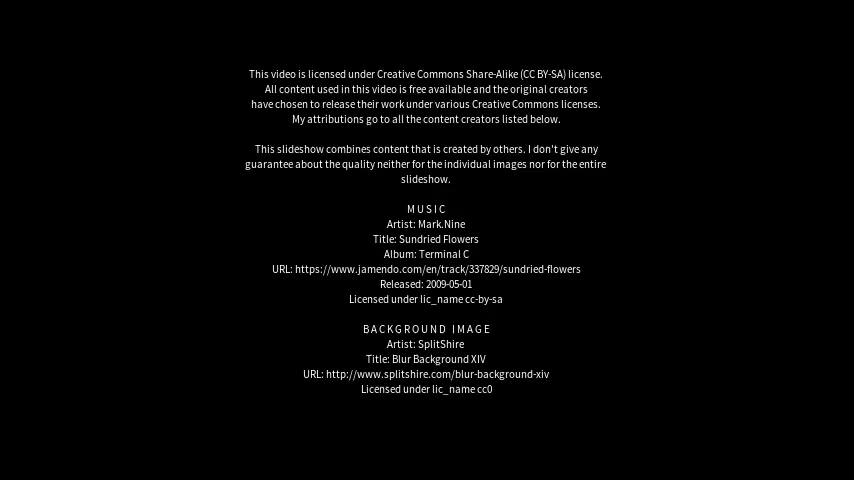 This video is licensed under Creative Commons Share-Alike (CC BY-SA) license.
All content used in this video is free available and the original creators
have chosen to release their work under various Creative Commons licenses.
My attributions go to all the content creators listed below.
This slideshow combines content that is created by others. I don't give any
guarantee about the quality neither for the individual images nor for the entire
slideshow.
MUSIC
Artist: Mark.Nine
Title: Sundried Flowers
Album: Terminal C
URL: https://www.jamendo.com/en/track/337829/sundried-flowers
Released: 2009-05-01
Licensed under lic_name cc-by-sa
BACKGROUND IMAGE
Artist: SplitShire
Title: Blur Background XIV
URL: http://www.splitshire.com/blur-background-xiv
Licensed under lic_name cc0